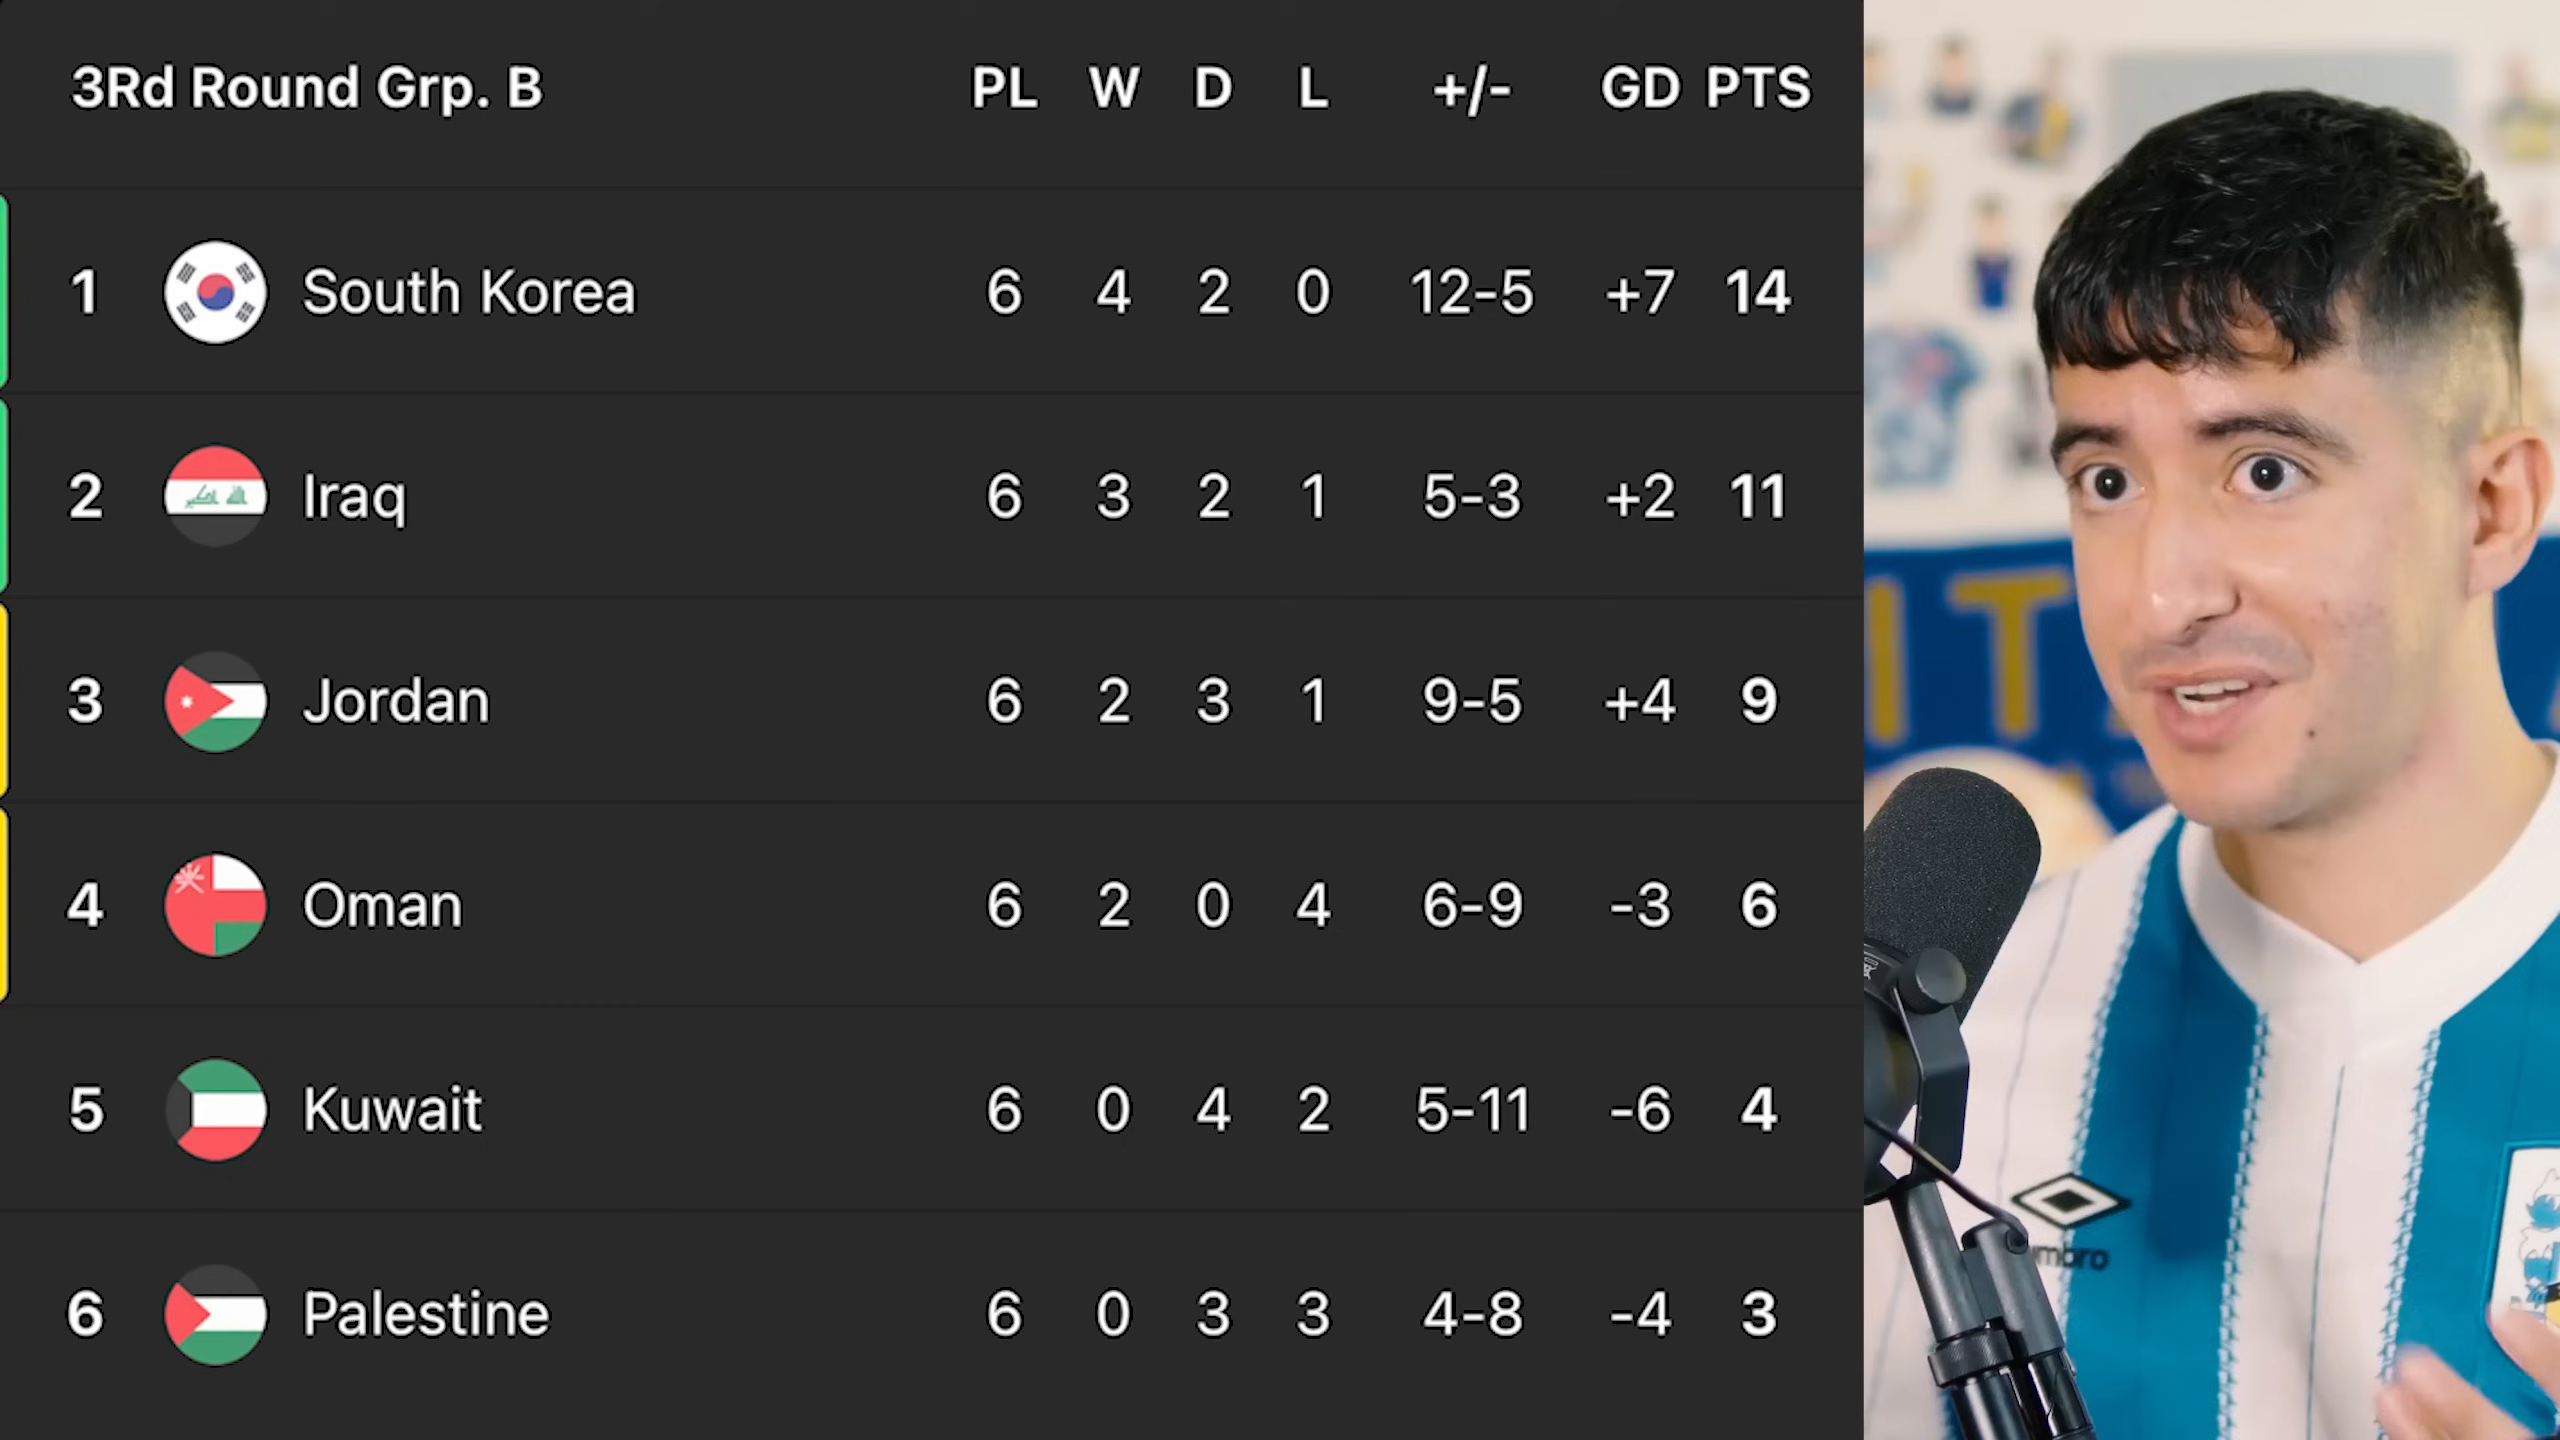 3Rd Round Grp. B PL W D L +/- GD PTS
1 South Korea 6 4 2 0 12-5 +7 14
2 Iraq 6 3 2 1 5-3 +2 11
3 Jordan 6 2 3 1 9-5 +4 9
4 Oman 6 2 0 4 6-9 -3 6
5 Kuwait 6 0 4 2 5-11 -6 4
6 Palestine 6 0 3 3 4-8 -4 3
IT
mbro